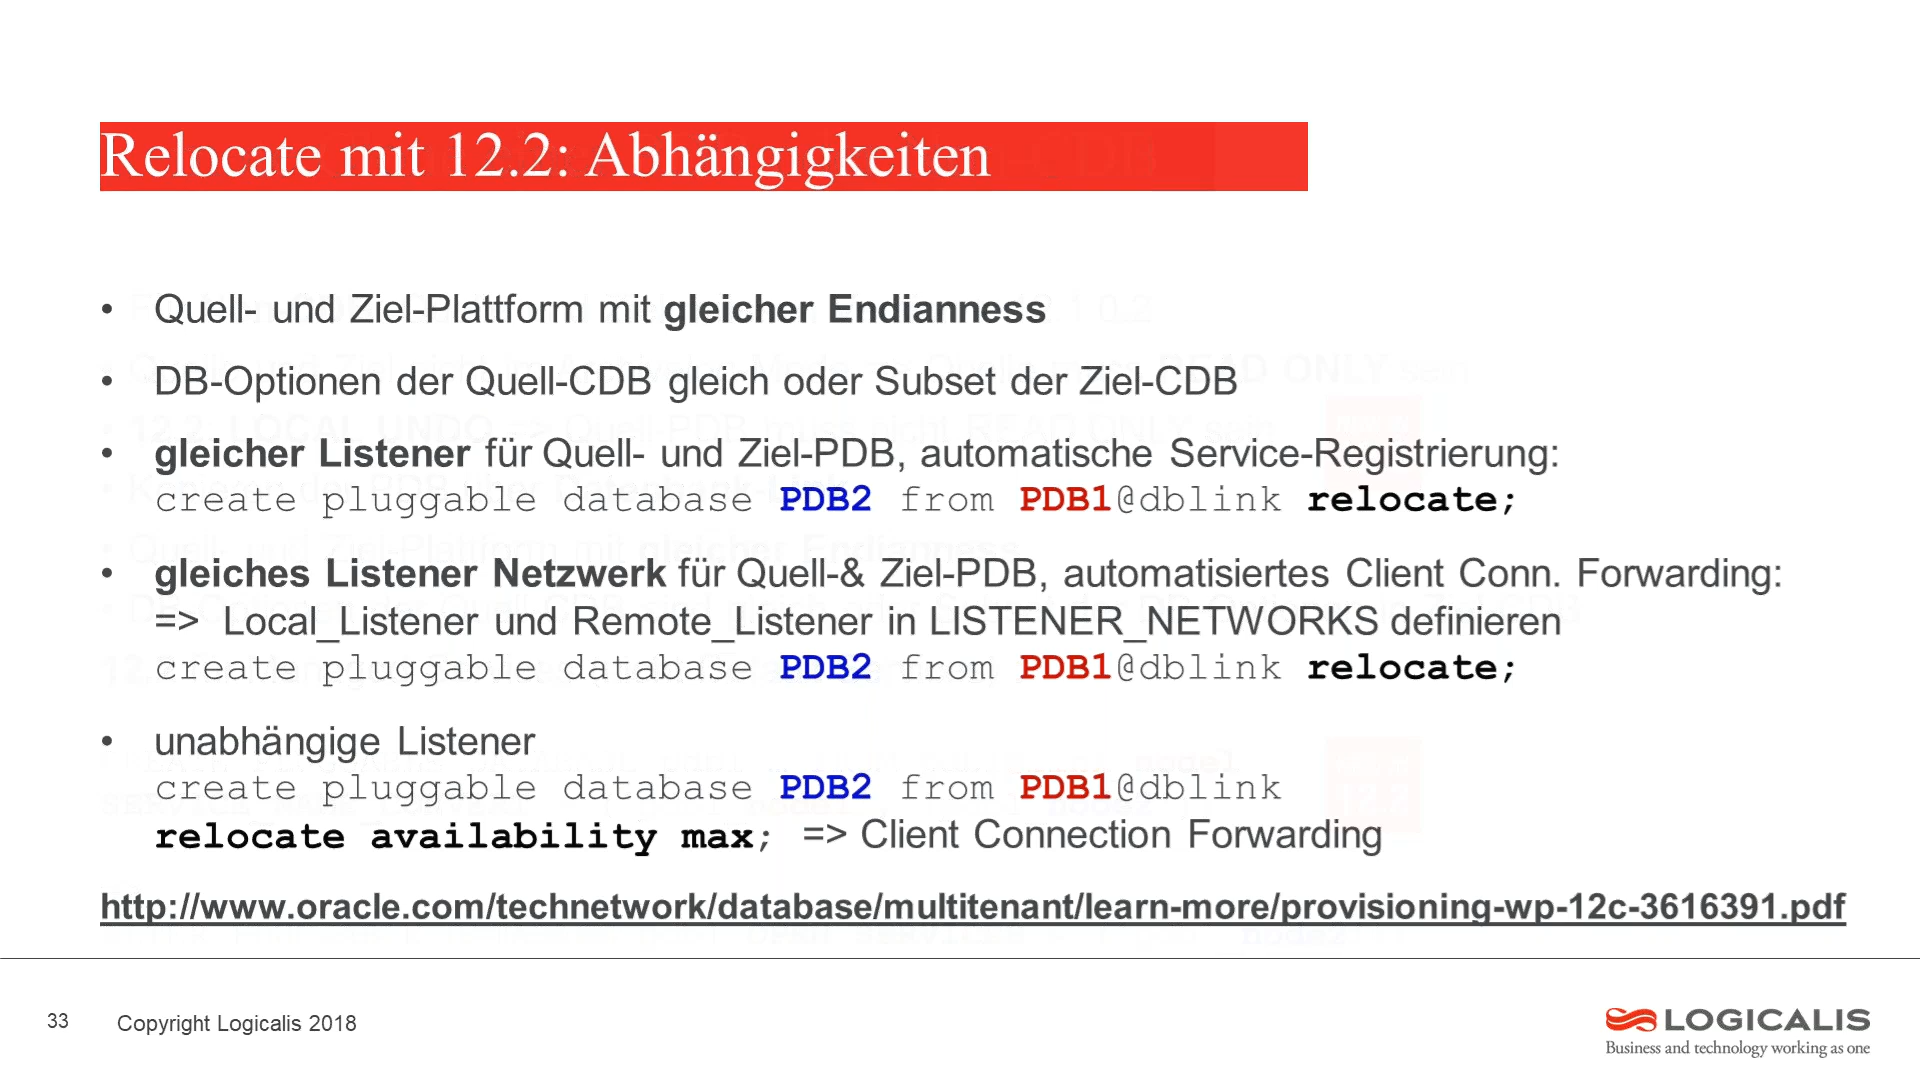 Relocate mit 12.2: Abhängigkeiten
• Quell- und Ziel-Plattform mit gleicher Endianness
• DB-Optionen der Quell-CDB gleich oder Subset der Ziel-CDB
• gleicher Listener für Quell- und Ziel-PDB, automatische Service-Registrierung:
create pluggable database PDB2 from PDB1@dblink relocate;
• gleiches Listener Netzwerk für Quell-& Ziel-PDB, automatisiertes Client Conn. Forwarding:
=> Local_Listener und Remote_Listener in LISTENER_NETWORKS definieren
create pluggable database PDB2 from PDB1@dblink relocate;
• unabhängige Listener
create pluggable database PDB2 from PDB1@dblink
relocate availability max; => Client Connection Forwarding
http://www.oracle.com/technetwork/database/multitenant/learn-more/provisioning-wp-12c-3616391.pdf
33 Copyright Logicalis 2018
LOGICALIS
Business and technology working as one